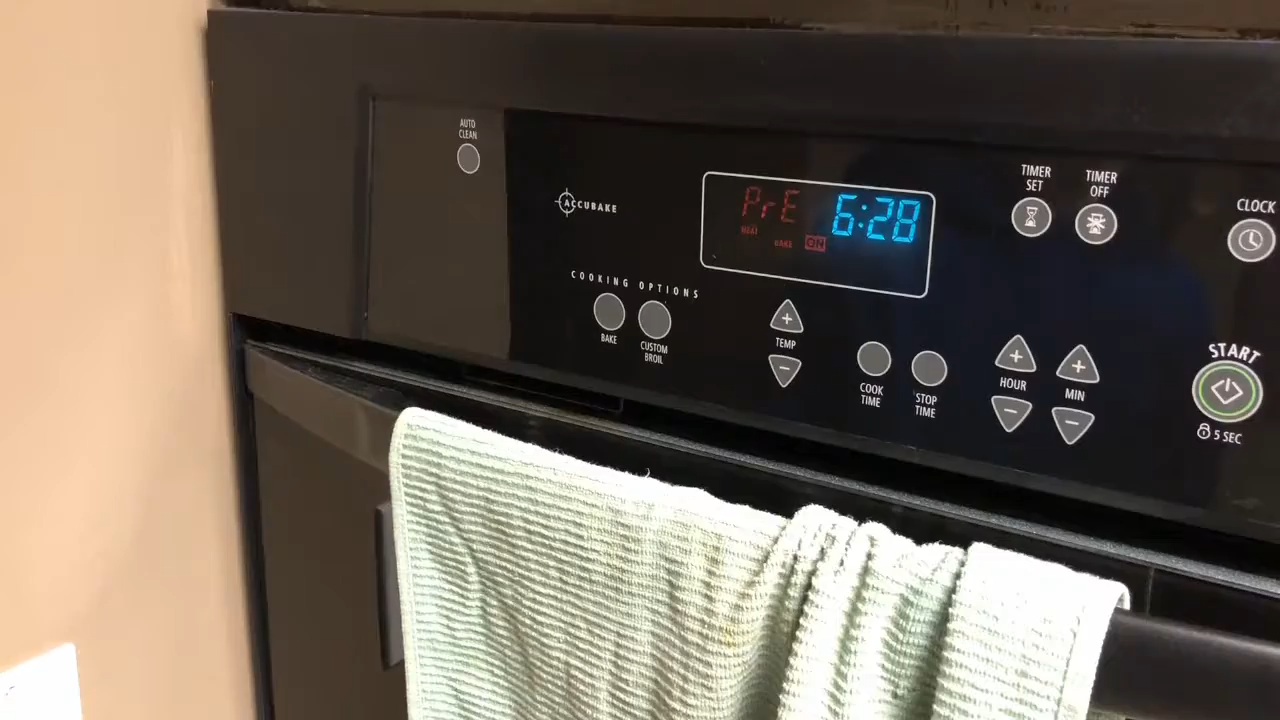 AUTO
CLEAN
ACCUBAKE
PrE 6:28
HEAT
BAKE ON
COOKING OPTIONS
BAKE
CUSTOM
BROIL
TEMP
COOK
TIME
STOP
TIME
TIMER
SET
TIMER
OFF
CLOCK
HOUR
MIN
START
5 SEC